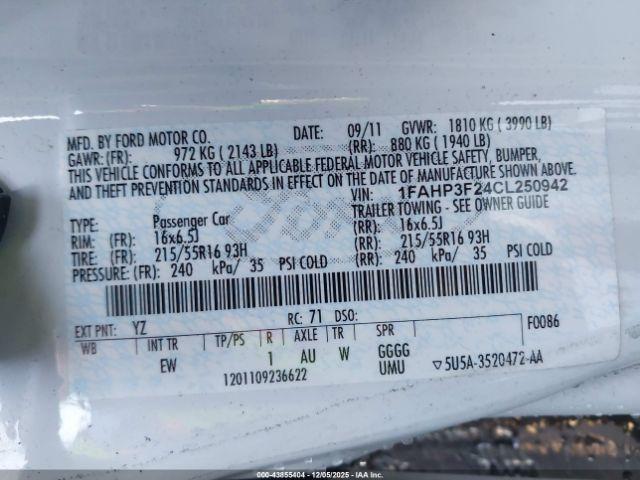 MFD. BY FORD MOTOR CO. DATE: 09/11 GVWR: 1810 KG ( 3990 LB)
GAWR: (FR): 972 KG ( 2143 LB) (RR): 880 KG ( 1940 LB)
THIS VEHICLE CONFORMS TO ALL APPLICABLE FEDERAL MOTOR VEHICLE SAFETY, BUMPER,
AND THEFT PREVENTION STANDARDS IN EFFECT ON THE DATE OF MANUFACTURE SHOWN ABOVE.
VIN: 1FAHP3F24CL250942
TYPE: Passenger Car TRAILER TOWING - SEE OWNER GUIDE
RIM: (FR): 16x6.5J (RR): 16x6.5J
TIRE: (FR): 215/55R16 93H (RR): 215/55R16 93H
PRESSURE: (FR): 240 kPa/ 35 PSI COLD (RR): 240 kPa/ 35 PSI COLD
EXT PNT: YZ RC: 71 DSO: F0086
WB INT TR TP/PS R AXLE TR SPR
EW 1 AU W GGGG
UMU
1201109236622 ▽5U5A-3520472-AA
000-43855404 - 12/05/2025 - IAA